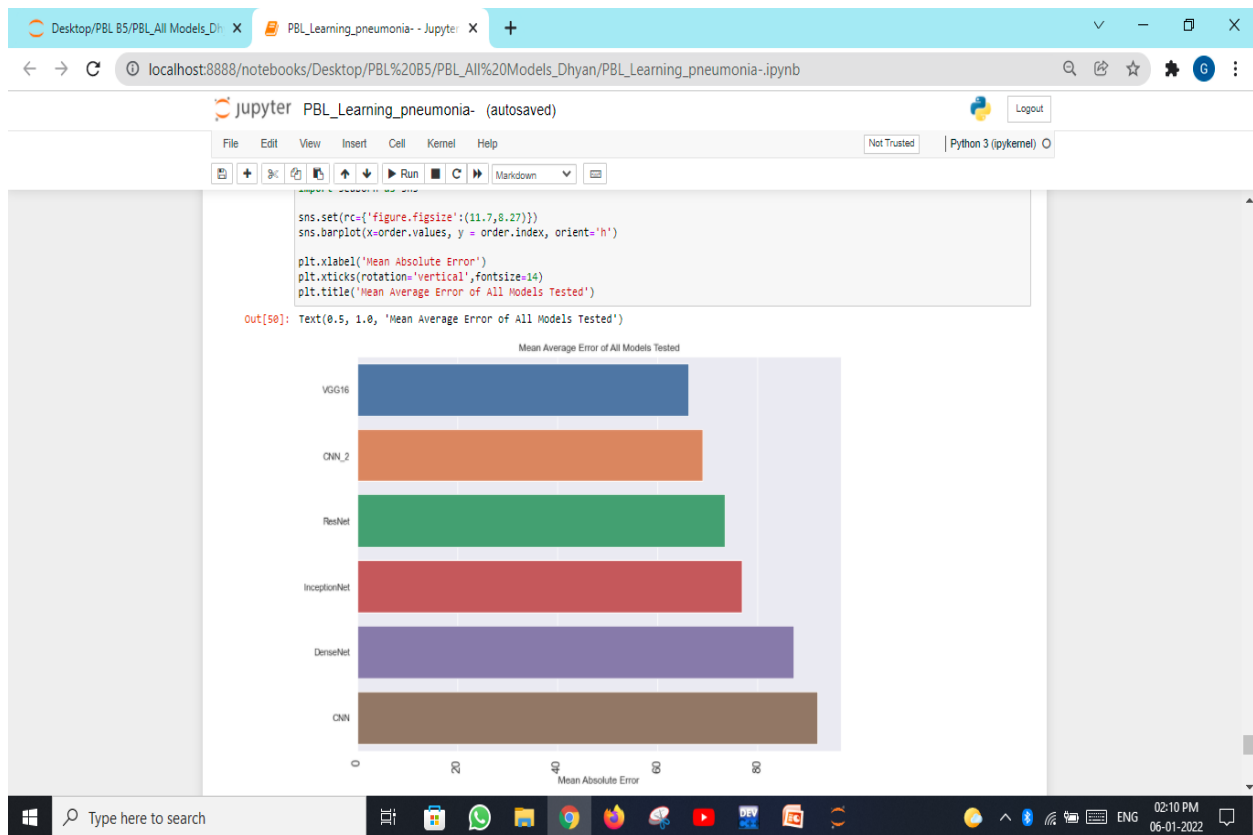 Desktop/PBL B5/PBL_All Models_Dh
PBL_Learning_pneumonia- - Jupyter
localhost:8888/notebooks/Desktop/PBL%20B5/PBL_All%20Models_Dhyan/PBL_Learning_pneumonia-.ipynb
G
jupyter PBL_Learning_pneumonia- (autosaved)
Logout
File Edit View Insert Cell Kernel Help
Not Trusted
Python 3 (ipykernel)
Run
Markdown
import seaborn as sns
sns.set(rc={'figure.figsize':(11.7,8.27)})
sns.barplot(x=order.values, y = order.index, orient='h')
plt.xlabel('Mean Absolute Error')
plt.xticks(rotation='vertical',fontsize=14)
plt.title('Mean Average Error of All Models Tested')
Out[50]: Text(0.5, 1.0, 'Mean Average Error of All Models Tested')
Mean Average Error of All Models Tested
VGG16
CNN_2
ResNet
InceptionNet
DenseNet
CNN
0 20 40 60 80
Mean Absolute Error
Type here to search
DEV
ENG
02:10 PM
06-01-2022